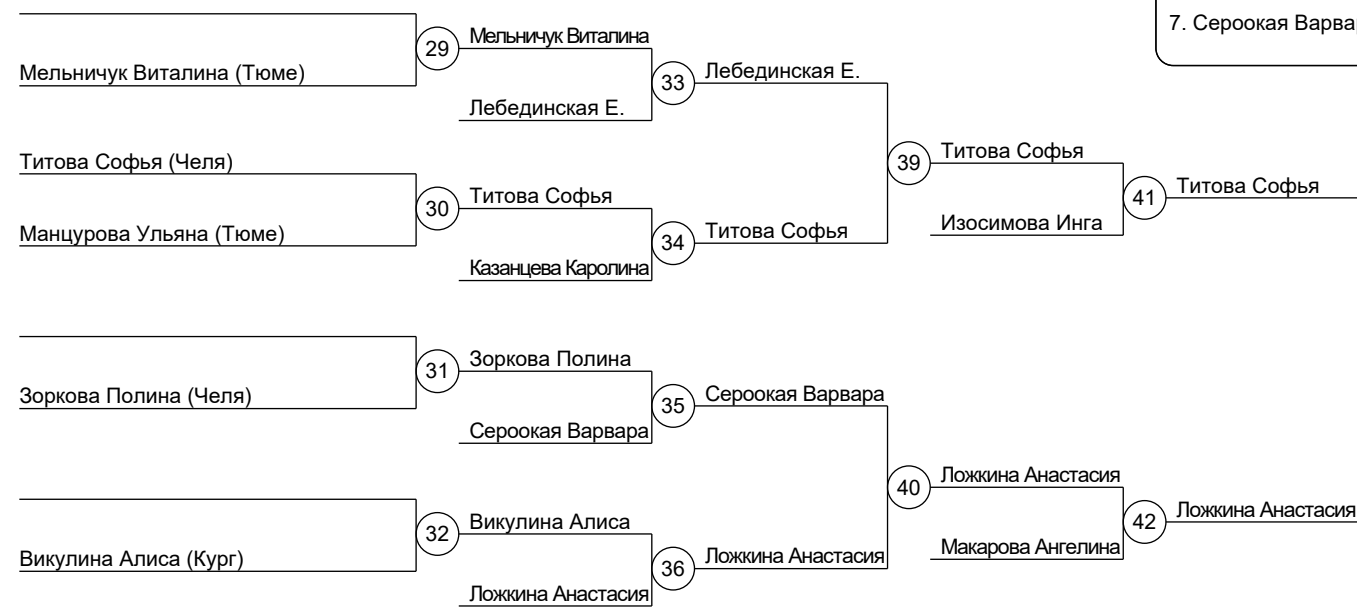 7. Сероокая Варва
29 Мельничук Виталина
Мельничук Виталина (Тюме)
33 Лебединская Е.
Лебединская Е.
Титова Софья (Челя)
39 Титова Софья
30 Титова Софья
41 Титова Софья
Манцурова Ульяна (Тюме)
34 Титова Софья
Изосимова Инга
Казанцева Каролина
31 Зоркова Полина
Зоркова Полина (Челя)
35 Сероокая Варвара
Сероокая Варвара
40 Ложкина Анастасия
32 Викулина Алиса
42 Ложкина Анастасия
Викулина Алиса (Кург)
36 Ложкина Анастасия
Макарова Ангелина
Ложкина Анастасия